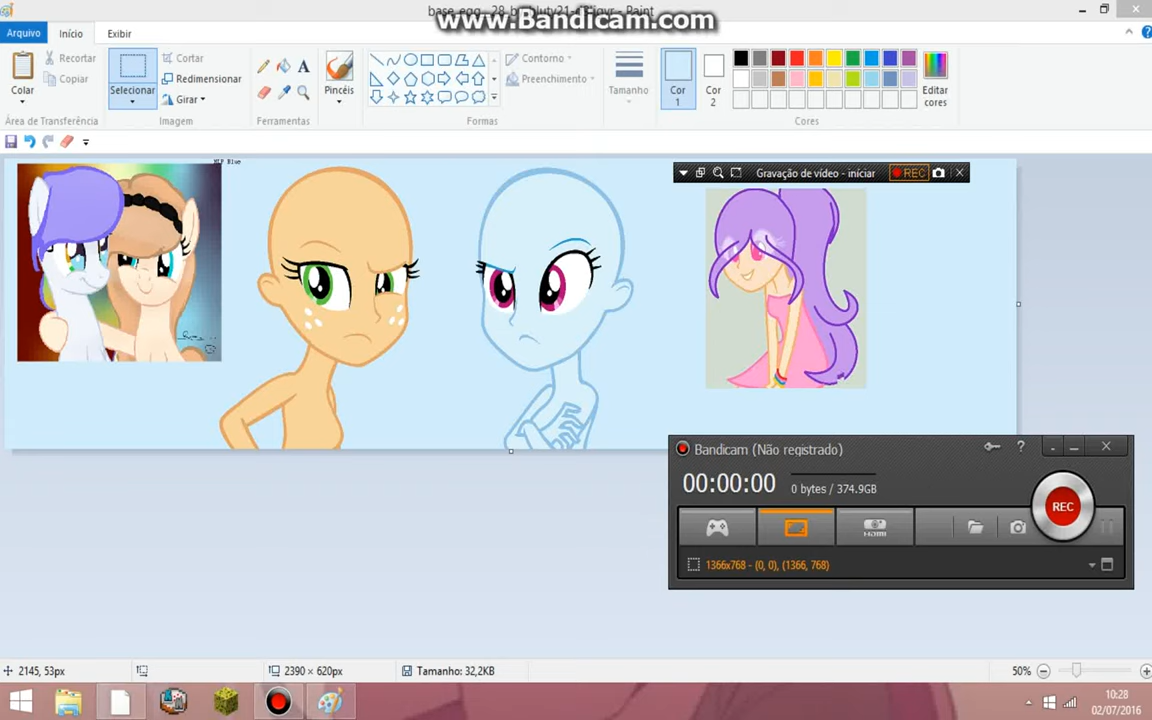 www.Bandicam.com
Paint
Arquivo
Início
Exibir
Colar
Recortar
Copiar
Área de Transferência
Selecionar
Cortar
Redimensionar
Girar
Imagem
Pincéis
Ferramentas
Contorno
Preenchimento
Formas
Tamanho
Cor 1
Cor 2
Editar cores
Cores
MLP Blue
Gravação de vídeo - iniciar
REC
Bandicam (Não registrado)
00:00:00
0 bytes / 374.9GB
REC
HDMI
1366x768 - (0, 0), (1366, 768)
2145, 53px
2390 × 620px
Tamanho: 32,2KB
50%
10:28
02/07/2016